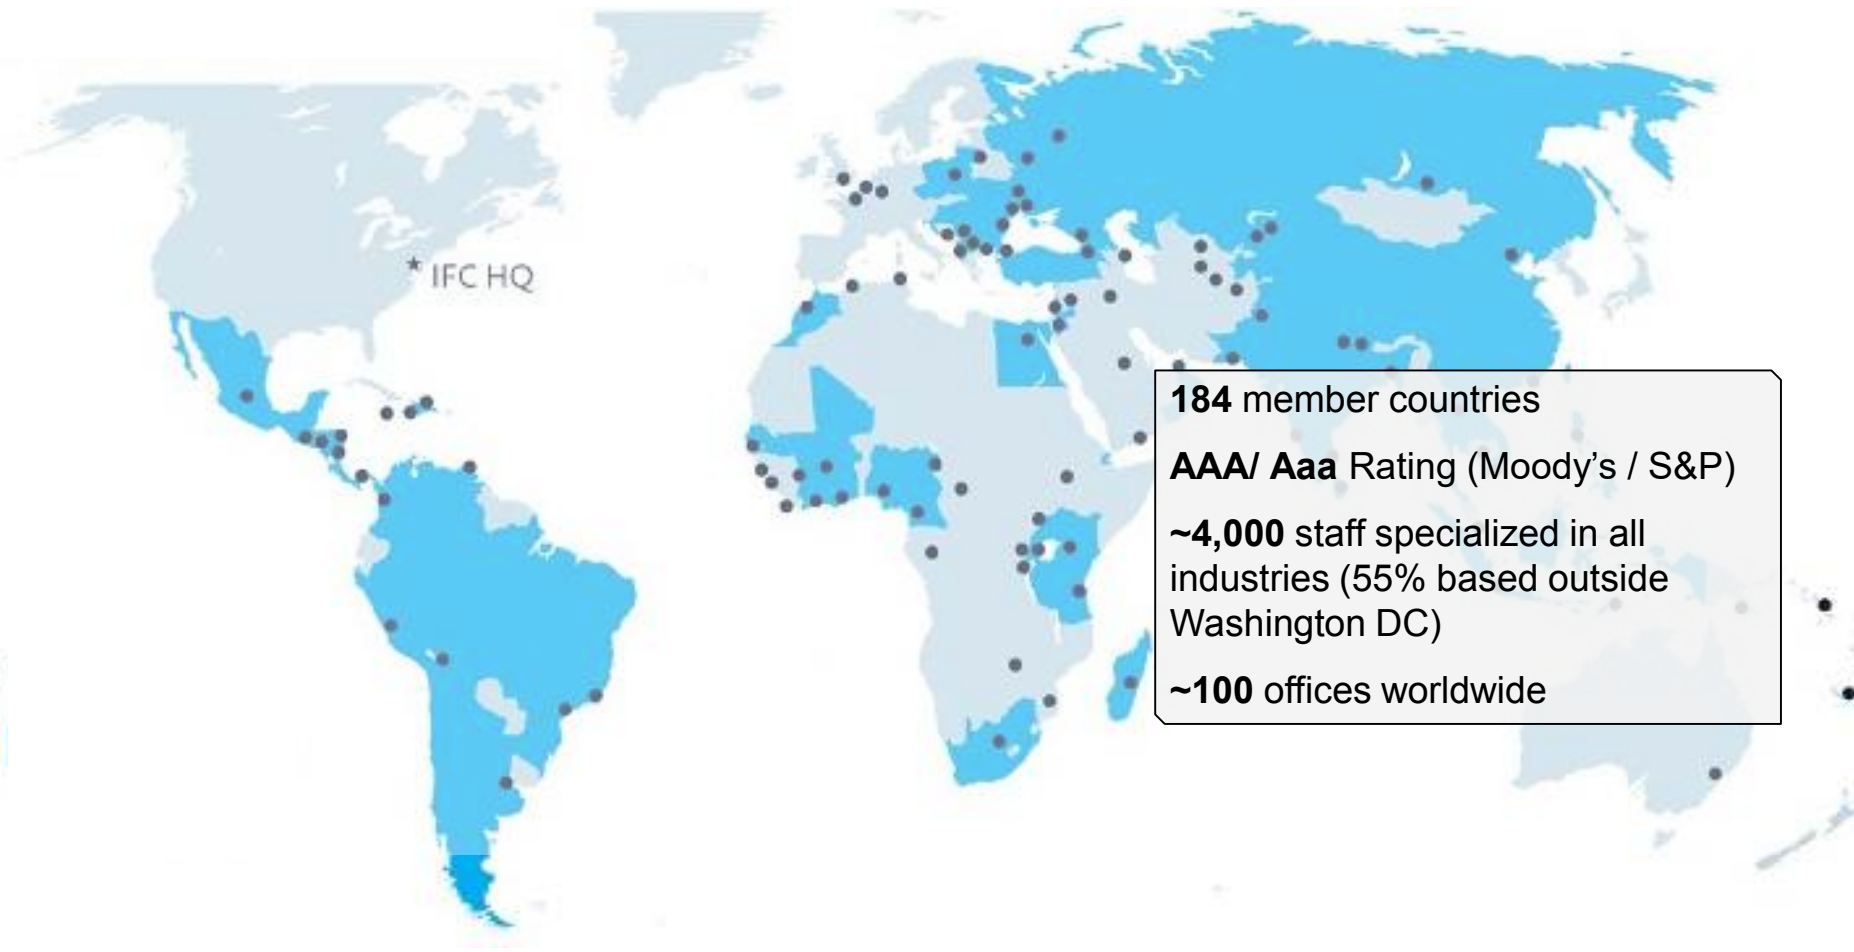 ★ IFC HQ
184 member countries
AAA/ Aaa Rating (Moody’s / S&P)
~4,000 staff specialized in all
industries (55% based outside
Washington DC)
~100 offices worldwide